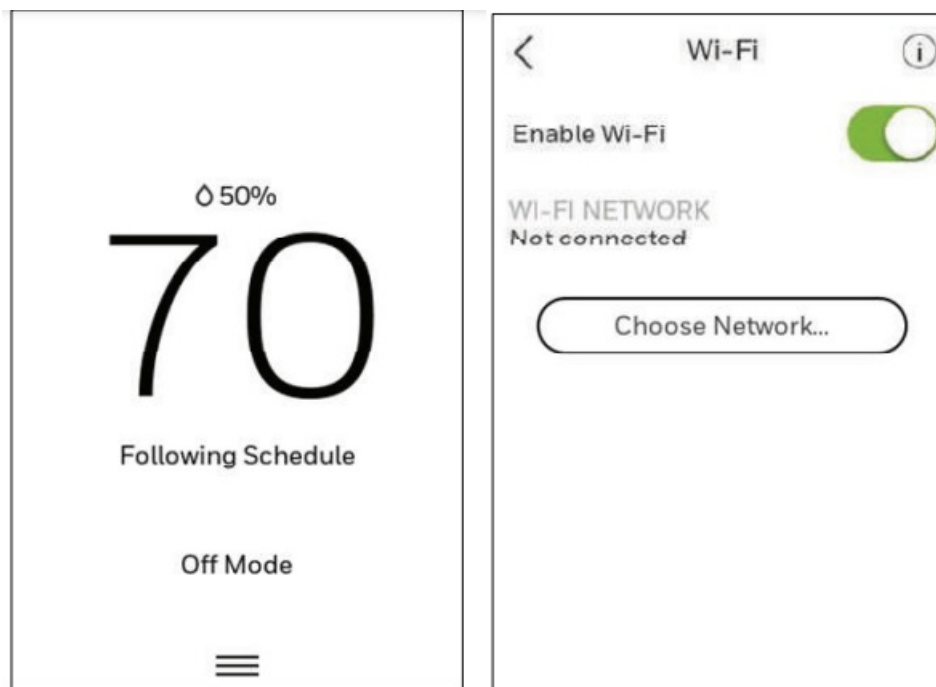 50%
70
Following Schedule
Off Mode
Wi-Fi
Enable Wi-Fi
WI-FI NETWORK
Not connected
Choose Network...